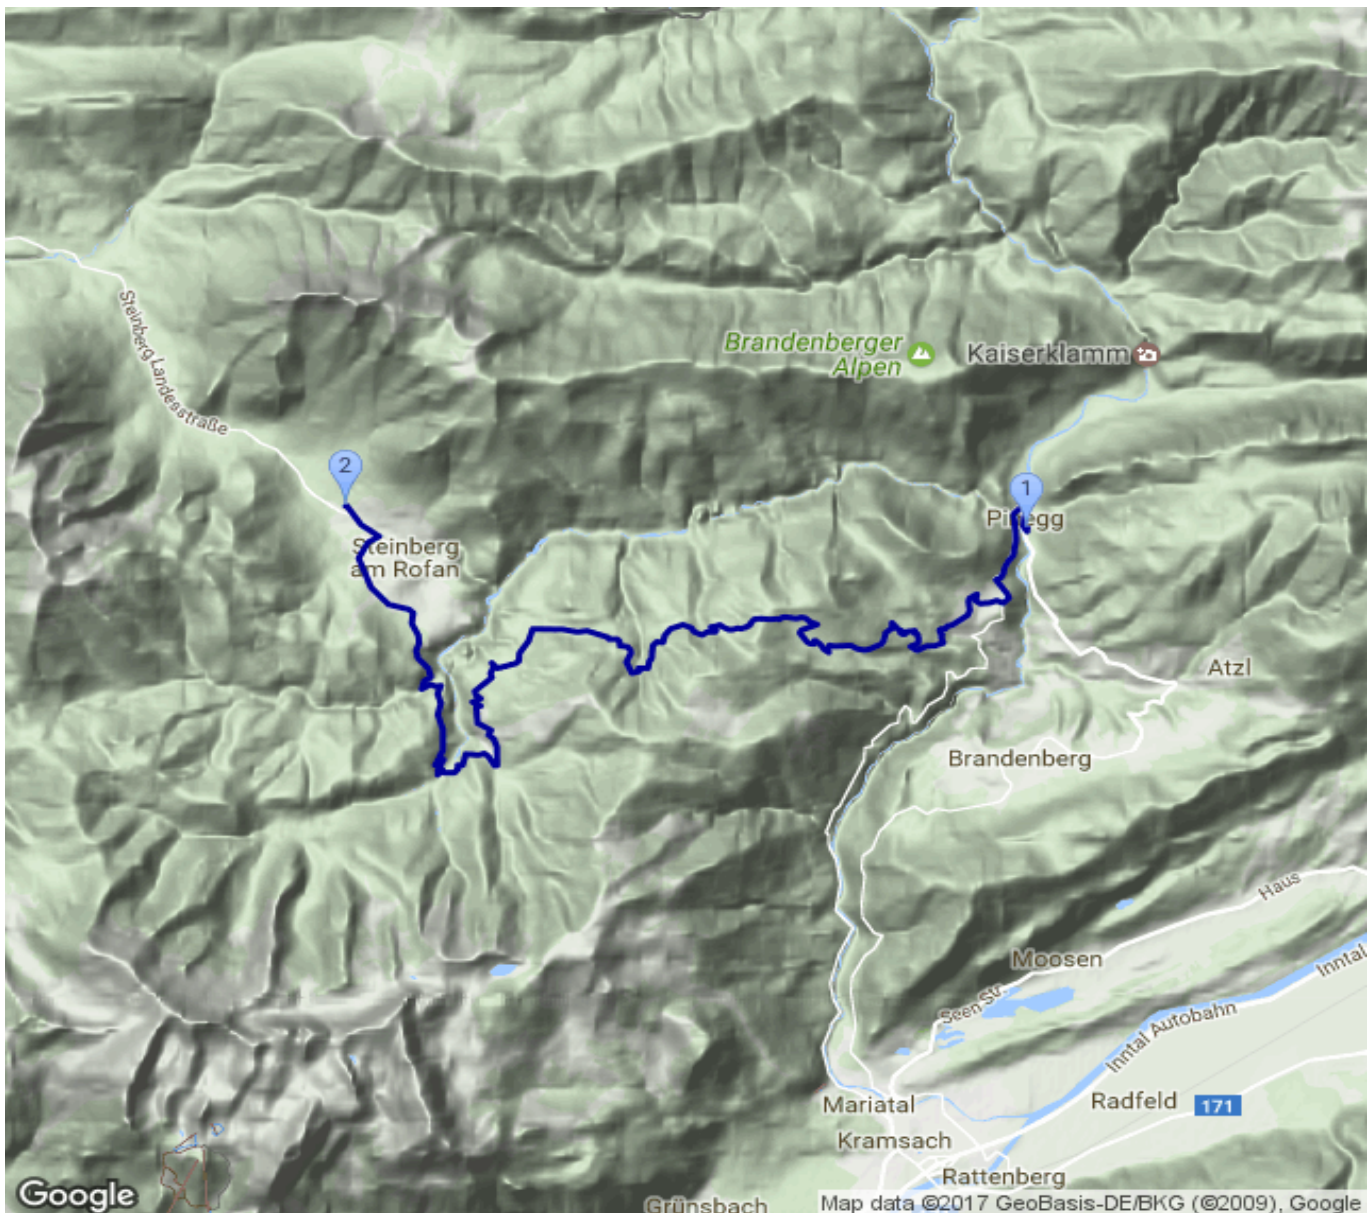 Brandenberger
Alpen
Kaiserklamm
Steinberg Landesstraße
2
1
Steinberg
am Rofan
Atzl
Brandenberg
Haus
Moosen
Seen Str.
Inntal
Inntal Autobahn
Mariatal
Radfeld
171
Kramsach
Rattenberg
Grünsbach
Google
Map data ©2017 GeoBasis-DE/BKG (©2009), Google